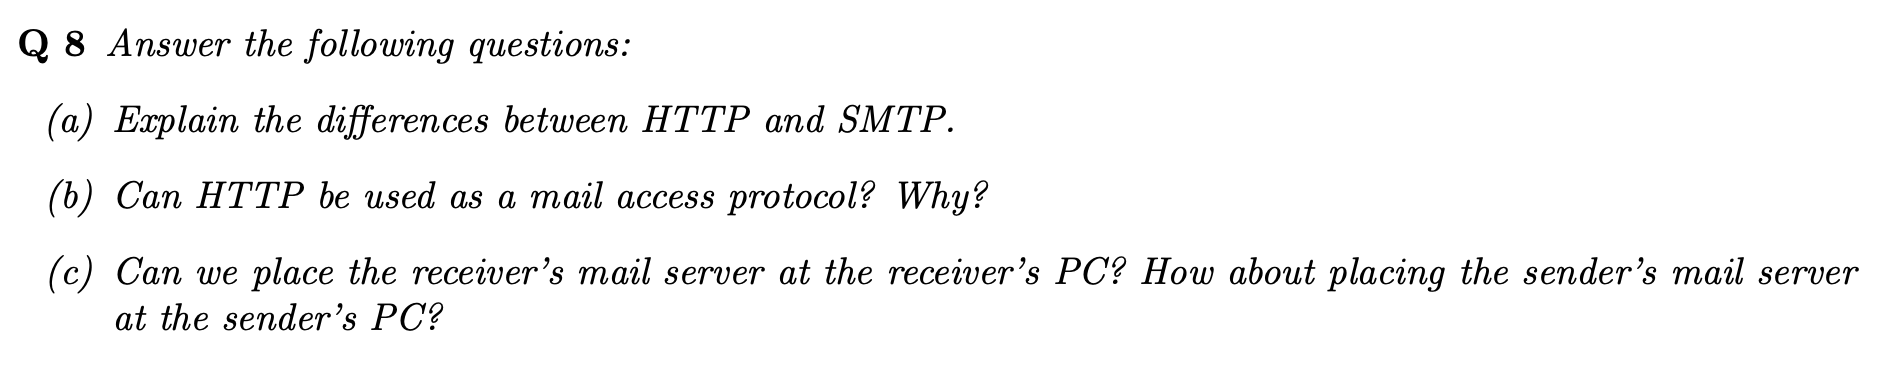 Q 8 Answer the following questions:
(a) Explain the differences between HTTP and SMTP.
(b) Can HTTP be used as a mail access protocol? Why?
(c) Can we place the receiver's mail server at the receiver's PC? How about placing the sender's mail server
at the sender's PC?